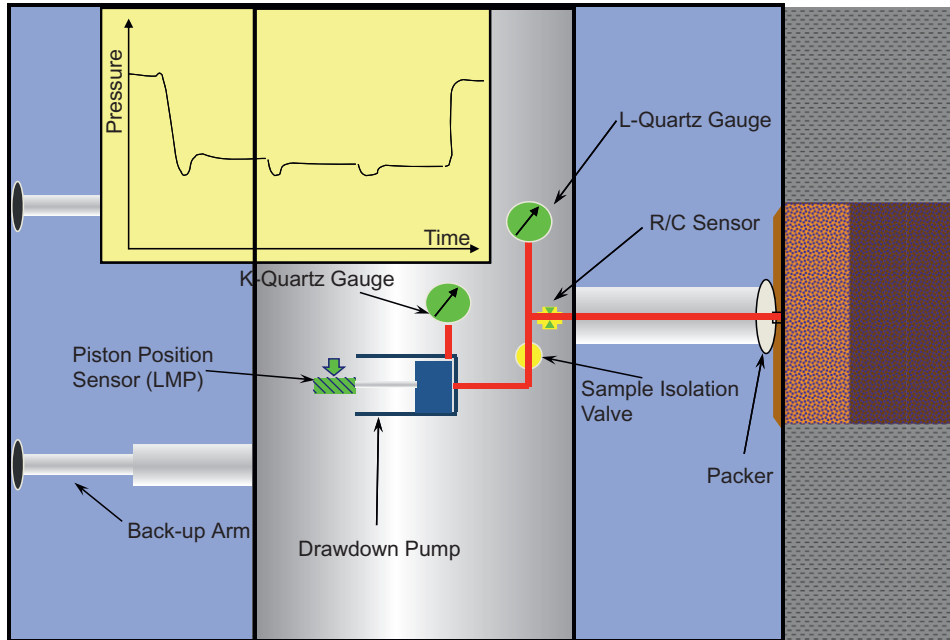 Pressure
Time
L-Quartz Gauge
R/C Sensor
K-Quartz Gauge
Piston Position
Sensor (LMP)
Sample Isolation
Valve
Packer
Back-up Arm
Drawdown Pump